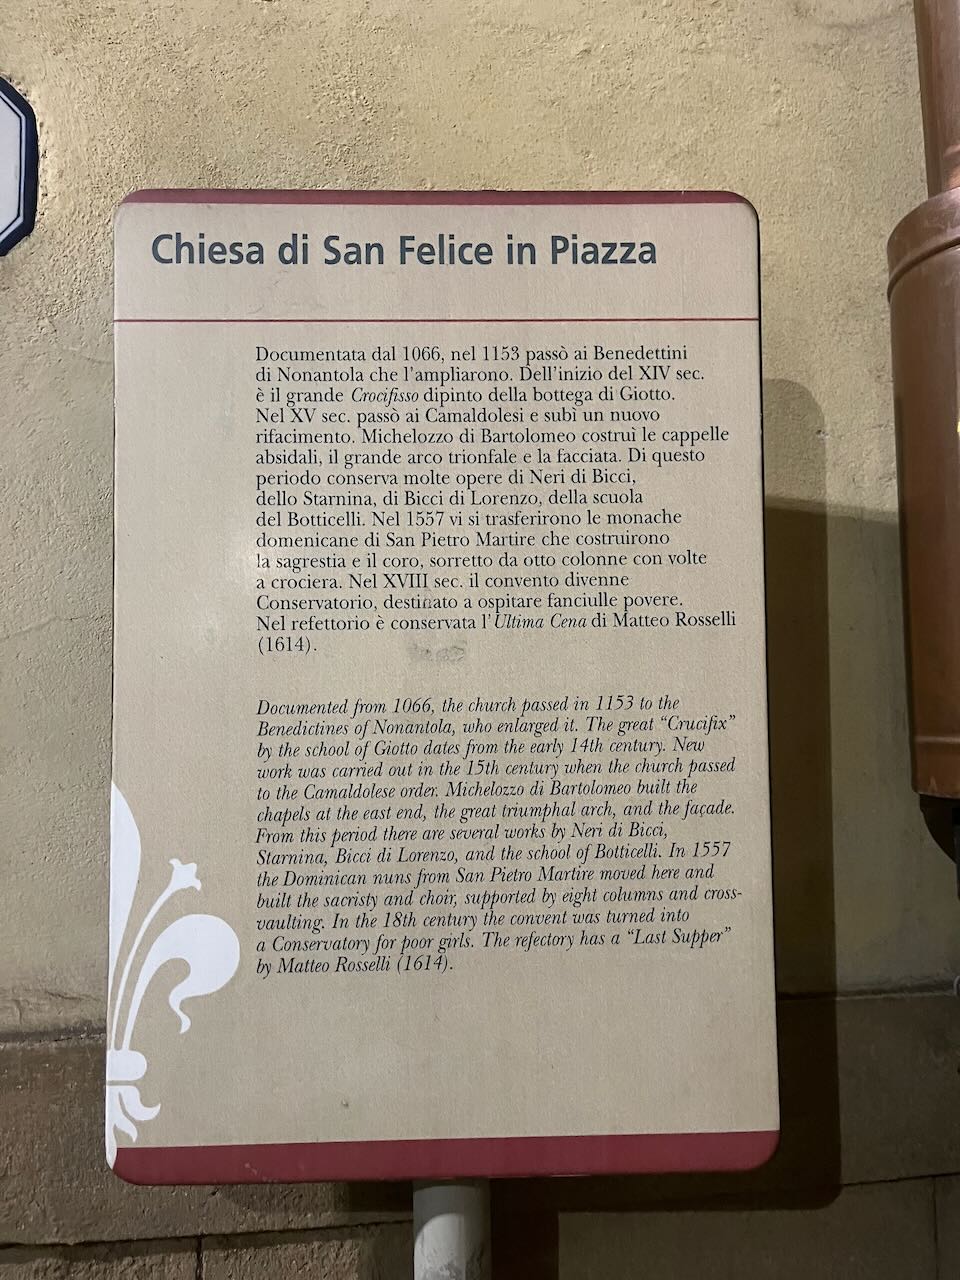 Chiesa di San Felice in Piazza
Documentata dal 1066, nel 1153 passò ai Benedettini
di Nonantola che l'ampliarono. Dell'inizio del XIV sec.
è il grande Crocifisso dipinto della bottega di Giotto.
Nel XV sec. passò ai Camaldolesi e subì un nuovo
rifacimento. Michelozzo di Bartolomeo costruì le cappelle
absidali, il grande arco trionfale e la facciata. Di questo
periodo conserva molte opere di Neri di Bicci,
dello Starnina, di Bicci di Lorenzo, della scuola
del Botticelli. Nel 1557 vi si trasferirono le monache
domenicane di San Pietro Martire che costruirono
la sagrestia e il coro, sorretto da otto colonne con volte
a crociera. Nel XVIII sec. il convento divenne
Conservatorio, destinato a ospitare fanciulle povere.
Nel refettorio è conservata l'Ultima Cena di Matteo Rosselli
(1614).
Documented from 1066, the church passed in 1153 to the
Benedictines of Nonantola, who enlarged it. The great “Crucifix”
by the school of Giotto dates from the early 14th century. New
work was carried out in the 15th century when the church passed
to the Camaldolese order. Michelozzo di Bartolomeo built the
chapels at the east end, the great triumphal arch, and the façade.
From this period there are several works by Neri di Bicci,
Starnina, Bicci di Lorenzo, and the school of Botticelli. In 1557
the Dominican nuns from San Pietro Martire moved here and
built the sacristy and choir, supported by eight columns and cross-
vaulting. In the 18th century the convent was turned into
a Conservatory for poor girls. The refectory has a “Last Supper”
by Matteo Rosselli (1614).